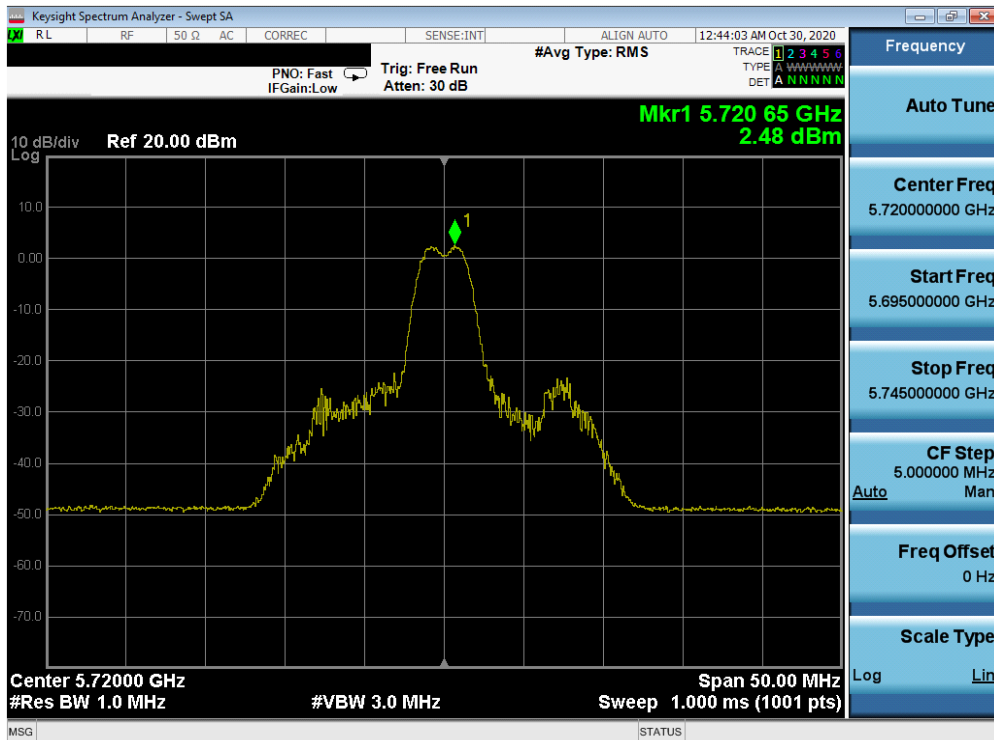 Keysight Spectrum Analyzer - Swept SA
LXI RL RF 50 Ω AC CORREC SENSE:INT ALIGN AUTO 12:44:03 AM Oct 30, 2020
#Avg Type: RMS
TRACE 1 2 3 4 5 6
TYPE A WWWWW
DET A N N N N N
PNO: Fast
IFGain:Low
Trig: Free Run
Atten: 30 dB
Mkr1 5.720 65 GHz
2.48 dBm
10 dB/div
Log
Ref 20.00 dBm
1
10.0
0.00
-10.0
-20.0
-30.0
-40.0
-50.0
-60.0
-70.0
Center 5.72000 GHz
Span 50.00 MHz
#Res BW 1.0 MHz
#VBW 3.0 MHz
Sweep 1.000 ms (1001 pts)
MSG
STATUS
Frequency
Auto Tune
Center Freq
5.720000000 GHz
Start Freq
5.695000000 GHz
Stop Freq
5.745000000 GHz
CF Step
5.000000 MHz
Auto Man
Freq Offset
0 Hz
Scale Type
Log Lin